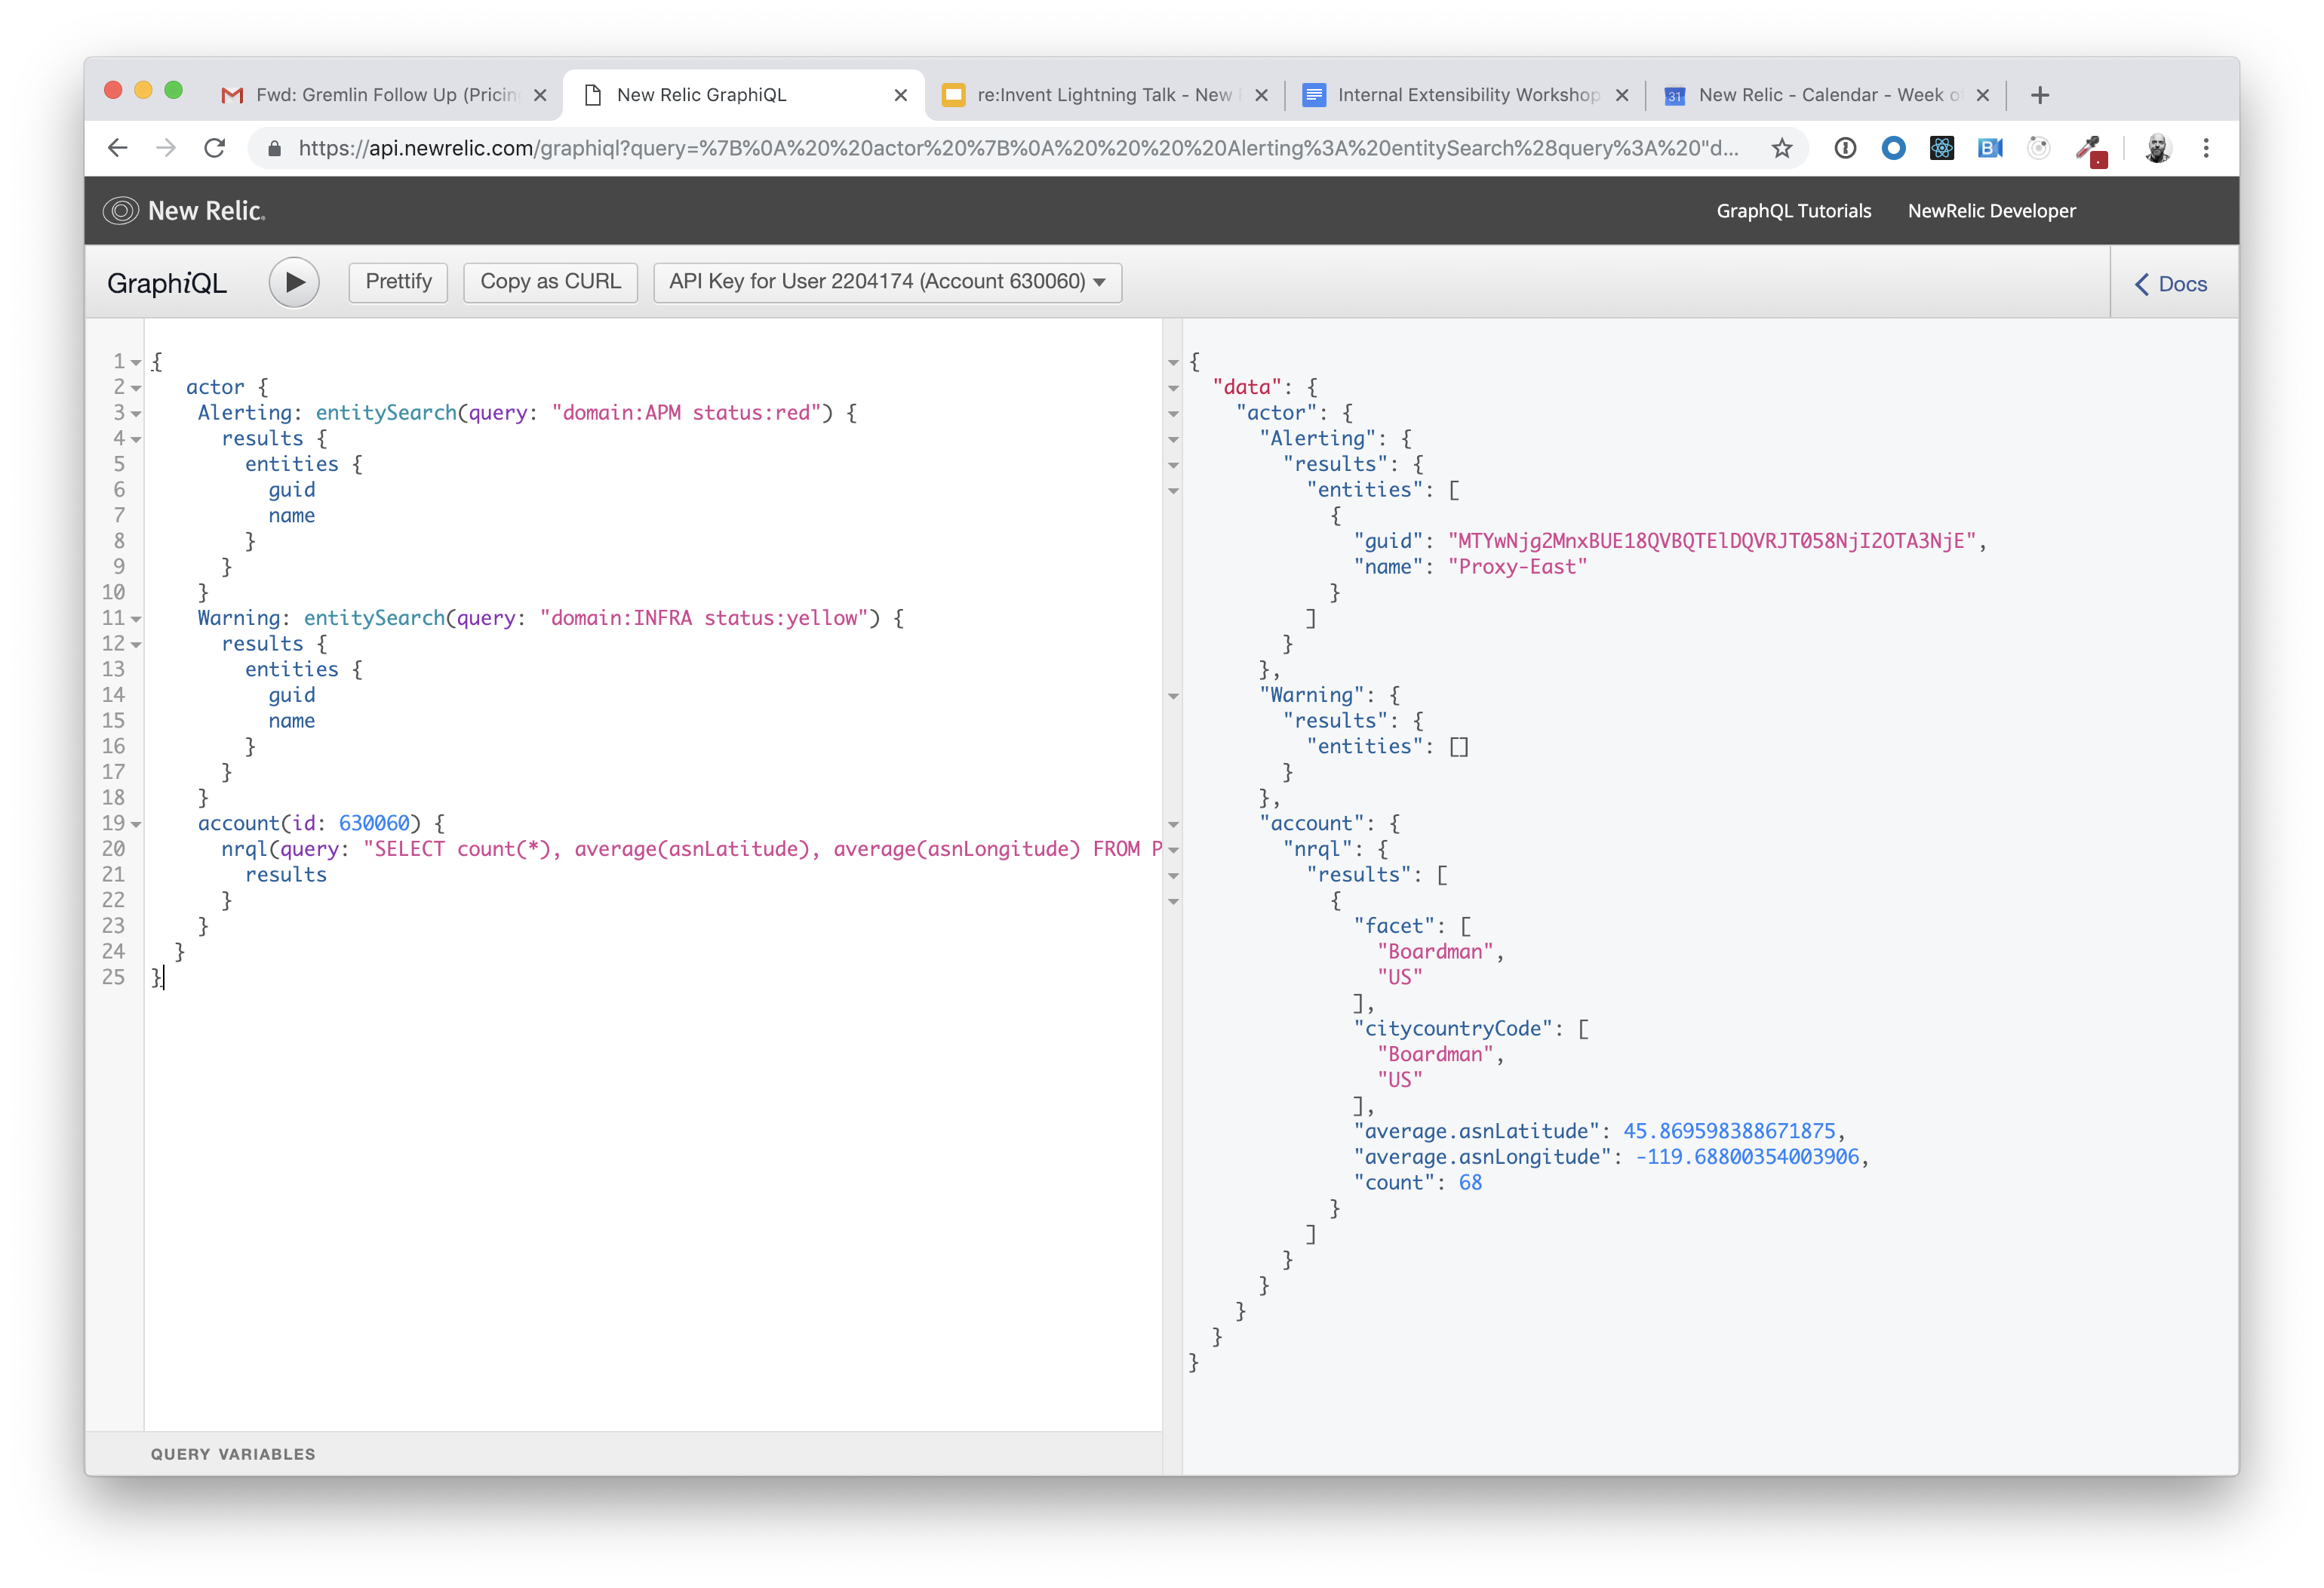 Fwd: Gremlin Follow Up (Pricin
New Relic GraphiQL
re:Invent Lightning Talk - New
Internal Extensibility Workshop
31
New Relic - Calendar - Week o
https://api.newrelic.com/graphiql?query=%7B%0A%20%20actor%20%7B%0A%20%20%20%20Alerting%3A%20entitySearch%28query%3A%20"d...
New Relic.
GraphQL Tutorials
NewRelic Developer
GraphiQL
Prettify
Copy as CURL
API Key for User 2204174 (Account 630060)
Docs
1 {
2 actor {
3 Alerting: entitySearch(query: "domain:APM status:red") {
4 results {
5 entities {
6 guid
7 name
8 }
9 }
10 }
11 Warning: entitySearch(query: "domain:INFRA status:yellow") {
12 results {
13 entities {
14 guid
15 name
16 }
17 }
18 }
19 account(id: 630060) {
20 nrql(query: "SELECT count(*), average(asnLatitude), average(asnLongitude) FROM P
21 results
22 }
23 }
24 }
25 }
QUERY VARIABLES
{
"data": {
"actor": {
"Alerting": {
"results": {
"entities": [
{
"guid": "MTYwNjg2MnxBUE18QVBQTElDQVRJT058NjI2OTA3NjE",
"name": "Proxy-East"
}
]
}
},
"Warning": {
"results": {
"entities": []
}
},
"account": {
"nrql": {
"results": [
{
"facet": [
"Boardman",
"US"
],
"citycountryCode": [
"Boardman",
"US"
],
"average.asnLatitude": 45.869598388671875,
"average.asnLongitude": -119.68800354003906,
"count": 68
}
]
}
}
}
}
}